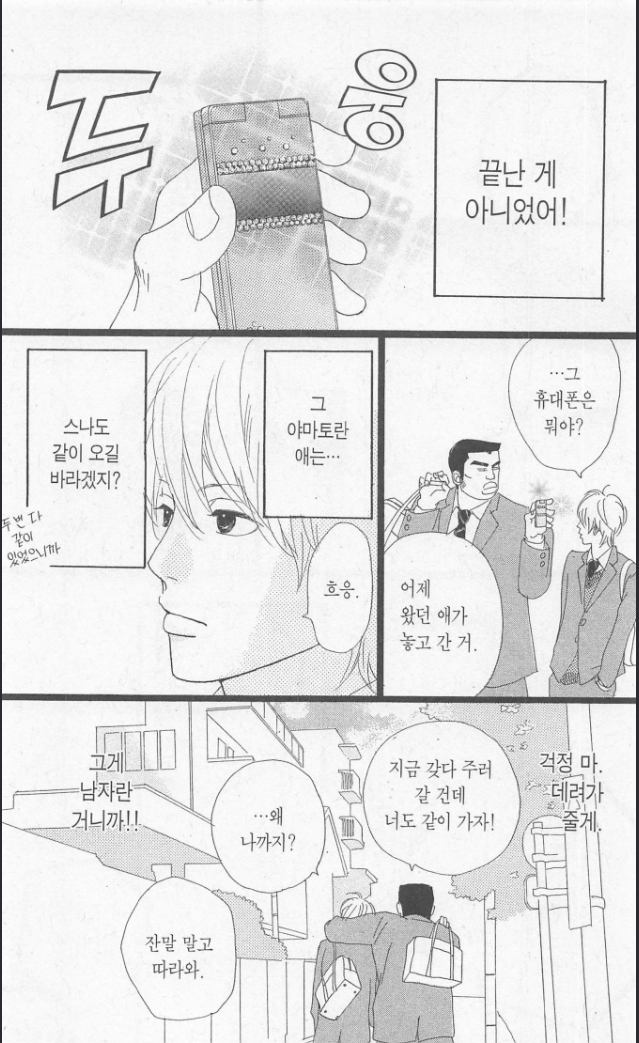 끝난 게
아니었어!
두
웅
…그
휴대폰은
뭐야?
어제
왔던 애가
놓고 간 거.
그
야마토란
애는…
스나도
같이 오길
바라겠지?
두 번 다
같이
있었으니까
흐응.
걱정 마.
데려가
줄게.
지금 갖다 주러
갈 건데
너도 같이 가자!
…왜
나까지?
그게
남자란
거니까!!
잔말 말고
따라와.